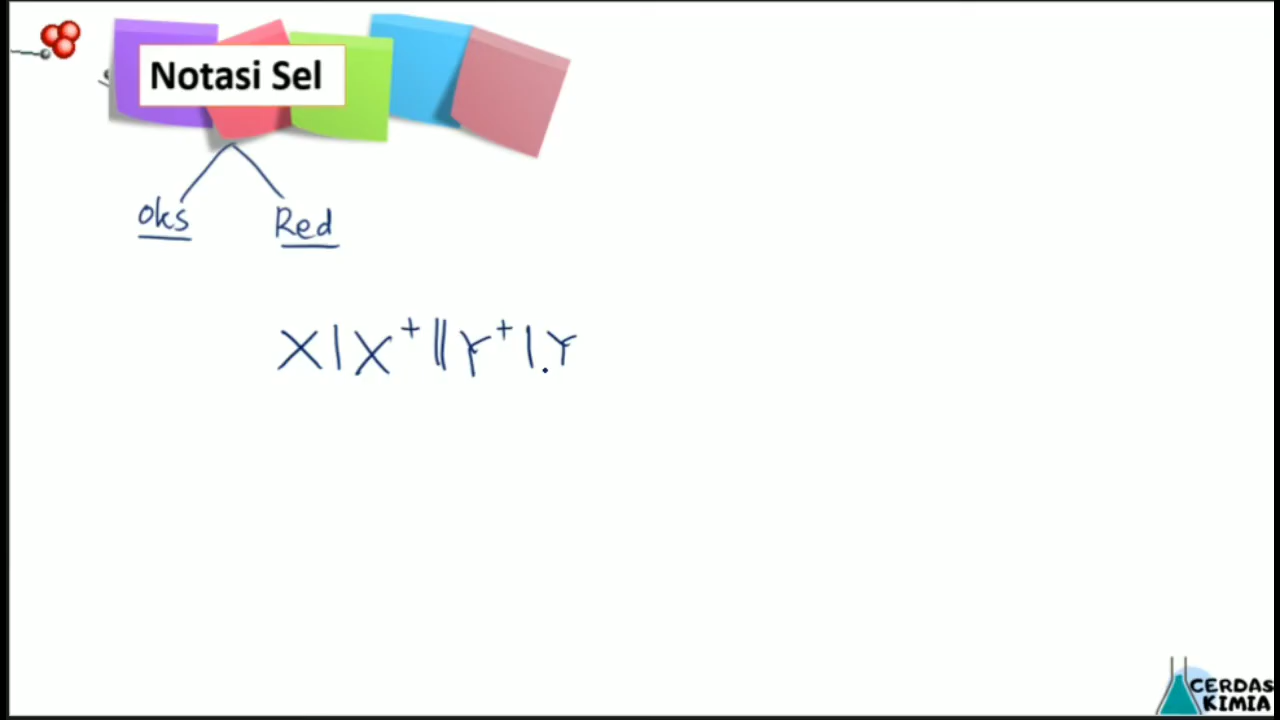 Notasi Sel
oks Red
X | X⁺ || Y⁺ | Y
CERDAS
KIMIA